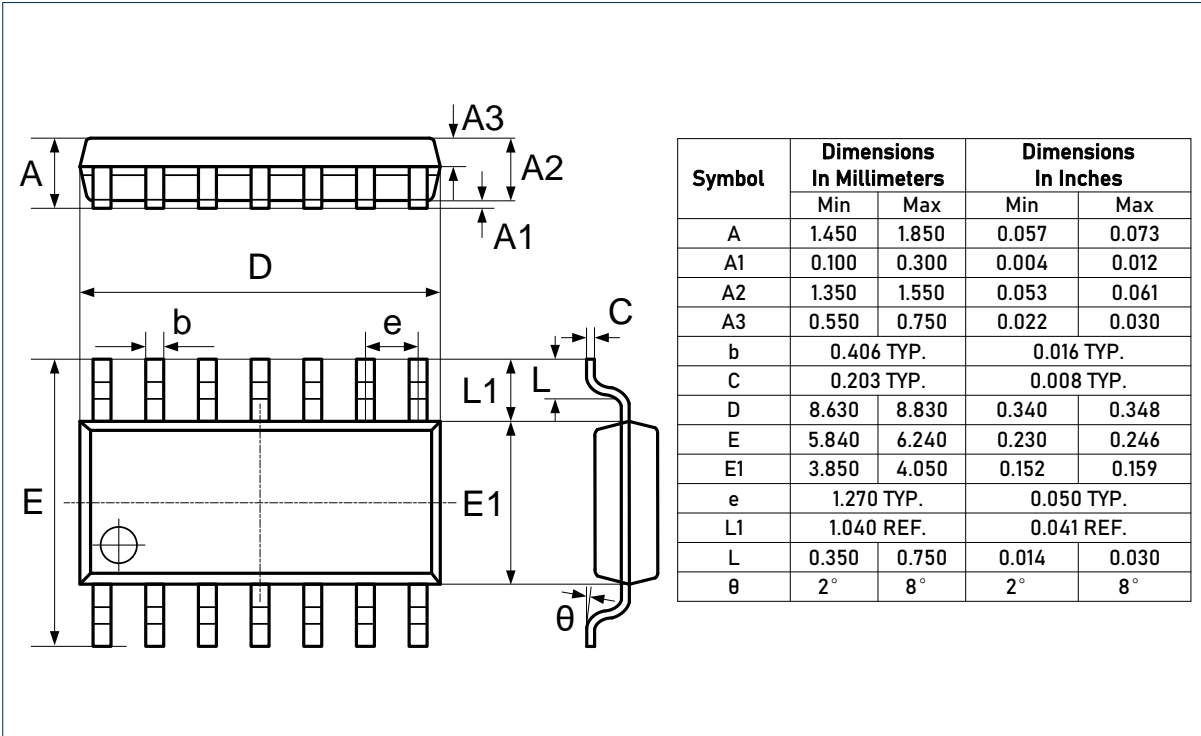 A3
A
A2
A1
D
b
e
C
L1
L
E
E1
θ
Symbol Dimensions In Millimeters Dimensions In Inches
Min Max Min Max
A 1.450 1.850 0.057 0.073
A1 0.100 0.300 0.004 0.012
A2 1.350 1.550 0.053 0.061
A3 0.550 0.750 0.022 0.030
b 0.406 TYP. 0.016 TYP.
C 0.203 TYP. 0.008 TYP.
D 8.630 8.830 0.340 0.348
E 5.840 6.240 0.230 0.246
E1 3.850 4.050 0.152 0.159
e 1.270 TYP. 0.050 TYP.
L1 1.040 REF. 0.041 REF.
L 0.350 0.750 0.014 0.030
θ 2° 8° 2° 8°